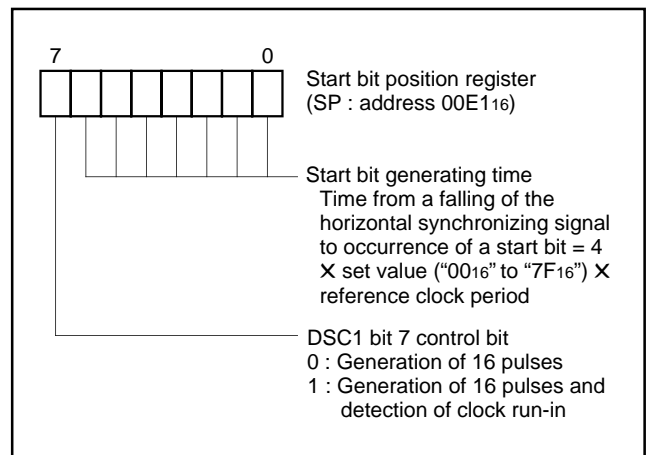 7 0
Start bit position register
(SP : address 00E116)
Start bit generating time
Time from a falling of the
horizontal synchronizing signal
to occurrence of a start bit = 4
✕ set value (“0016” to “7F16”) ✕
reference clock period
DSC1 bit 7 control bit
0 : Generation of 16 pulses
1 : Generation of 16 pulses and
detection of clock run-in